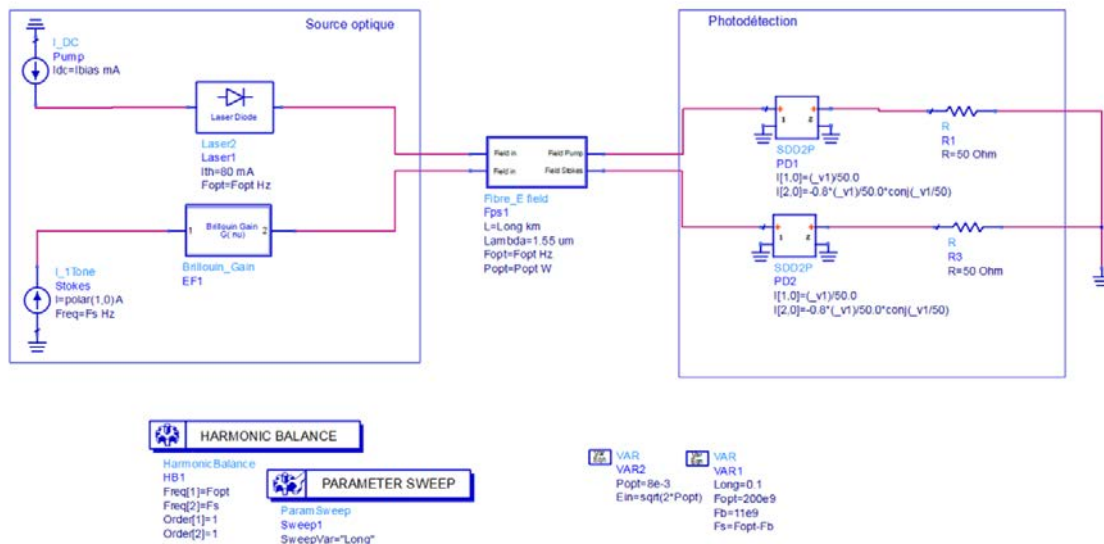 Source optique
I_DC
Pump
Idc=Ibias mA
Laser Diode
Laser2
Laser1
Ith=80 mA
Fopt=Fopt Hz
1
Brillouin Gain
G( nu)
2
Brillouin_Gain
EF1
I_1Tone
Stokes
I=polar(1,0) A
Freq=Fs Hz
Field in
Field Pump
Field in
Field Stokes
Fibre_E field
Fps1
L=Long km
Lambda=1.55 um
Fopt=Fopt Hz
Popt=Popt W
Photodétection
1
2
SDD2P
PD1
I[1,0]=(_v1)/50.0
I[2,0]=-0.8*(_v1)/50.0*conj(_v1/50)
R
R1
R=50 Ohm
1
2
SDD2P
PD2
I[1,0]=(_v1)/50.0
I[2,0]=-0.8*(_v1)/50.0*conj(_v1/50)
R
R3
R=50 Ohm
HARMONIC BALANCE
HarmonicBalance
HB1
Freq[1]=Fopt
Freq[2]=Fs
Order[1]=1
Order[2]=1
PARAMETER SWEEP
ParamSweep
Sweep1
SweepVar="Long"
Var
Eqn
VAR
VAR2
Popt=8e-3
Ein=sqrt(2*Popt)
Var
Eqn
VAR
VAR1
Long=0.1
Fopt=200e9
Fb=11e9
Fs=Fopt-Fb